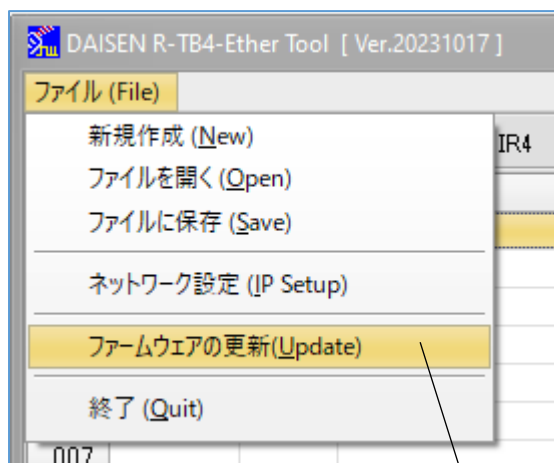 DAISEN R-TB4-Ether Tool [ Ver.20231017 ]
ファイル (File)
新規作成 (New)
IR4
ファイルを開く (Open)
ファイルに保存 (Save)
ネットワーク設定 (IP Setup)
ファームウェアの更新(Update)
終了 (Quit)
007